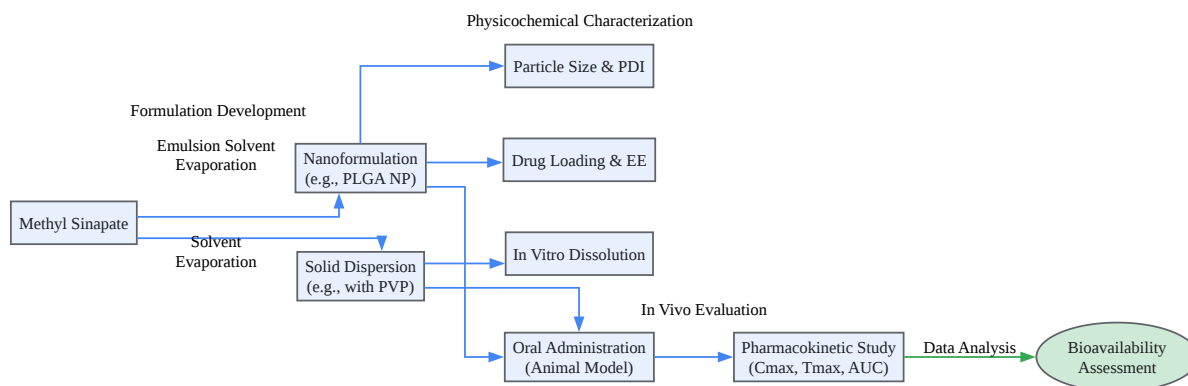 Physicochemical Characterization
Particle Size & PDI
Formulation Development
Emulsion Solvent
Evaporation
Nanoformulation
(e.g., PLGA NP)
Drug Loading & EE
Methyl Sinapate
Solvent
Evaporation
Solid Dispersion
(e.g., with PVP)
In Vitro Dissolution
In Vivo Evaluation
Oral Administration
(Animal Model)
Pharmacokinetic Study
(Cmax, Tmax, AUC)
Data Analysis
Bioavailability
Assessment